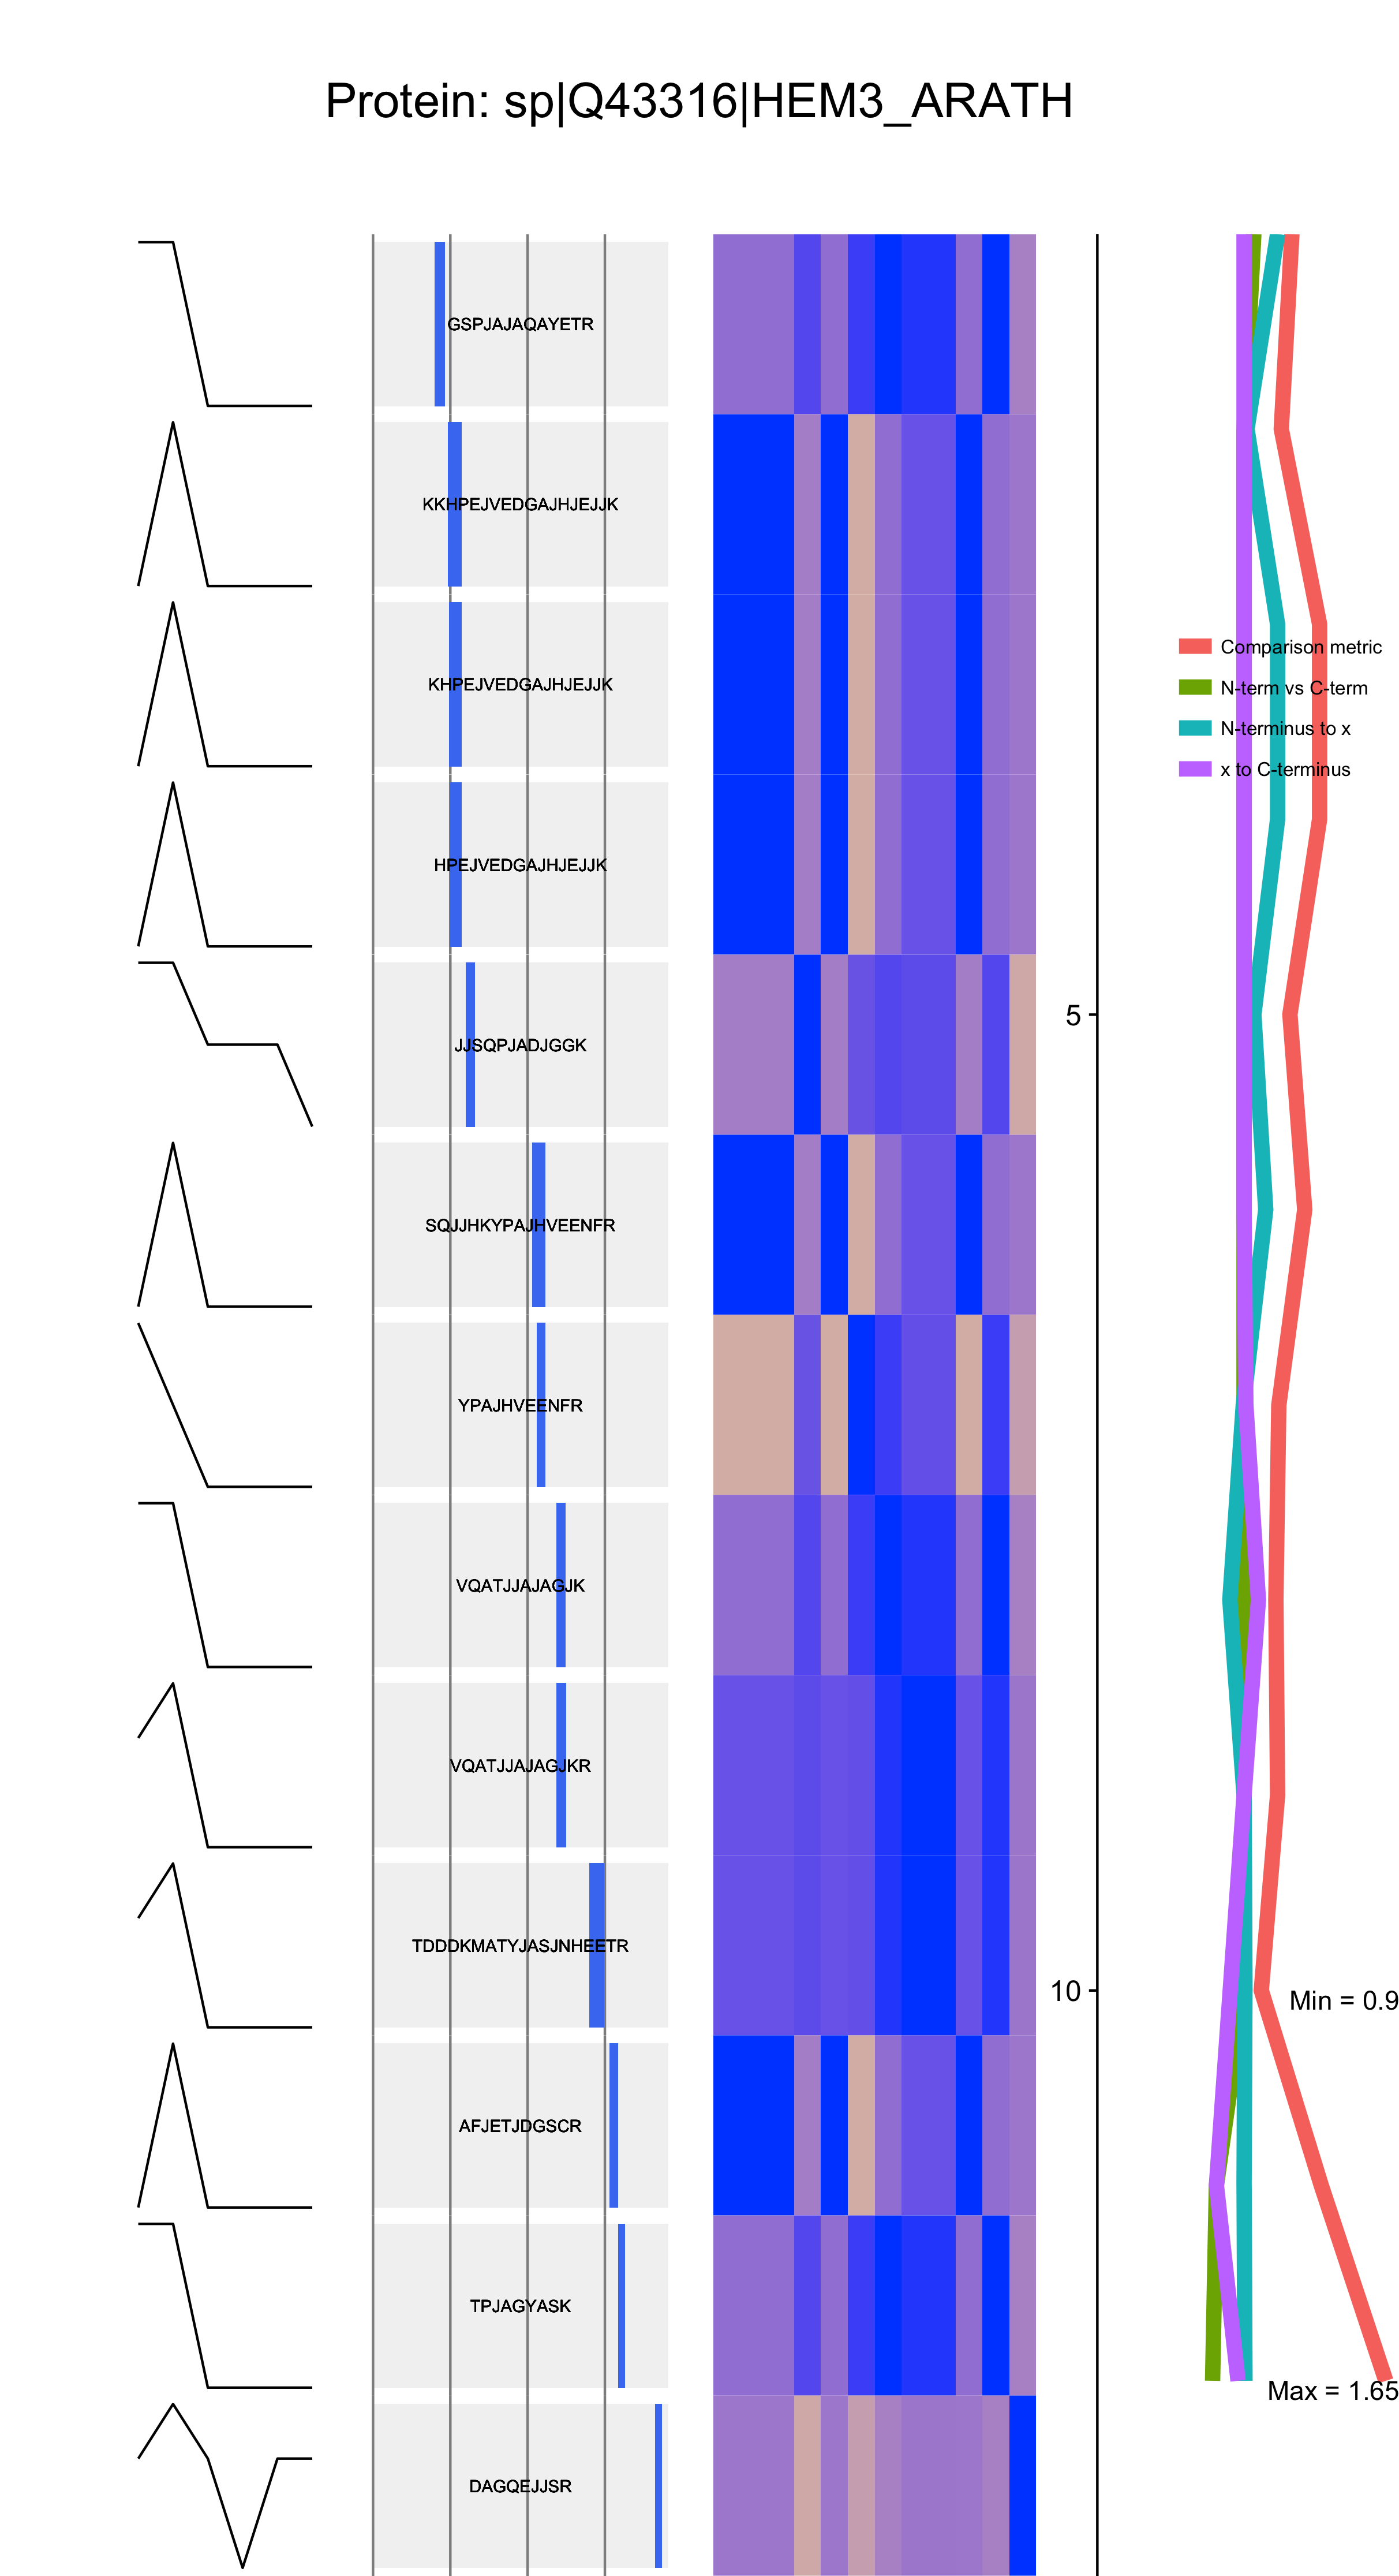 Protein: sp|Q43316|HEM3_ARATH
GSPJAJAQAYETR
KKHPEJVEDGAJHJEJJK
Comparison metric
KHPEJVEDGAJHJEJJK
N-term vs C-term
N-terminus to x
x to C-terminus
HPEJVEDGAJHJEJJK
5
JJSQPJADJGGK
SQJJHKYPAJHVEENFR
YPAJHVEENFR
VQATJJAJAGJK
VQATJJAJAGJKR
TDDDKMATYJASJNHEETR
10
Min = 0.9
AFJETJDGSCR
TPJAGYASK
Max = 1.65
DAGQEJJSR